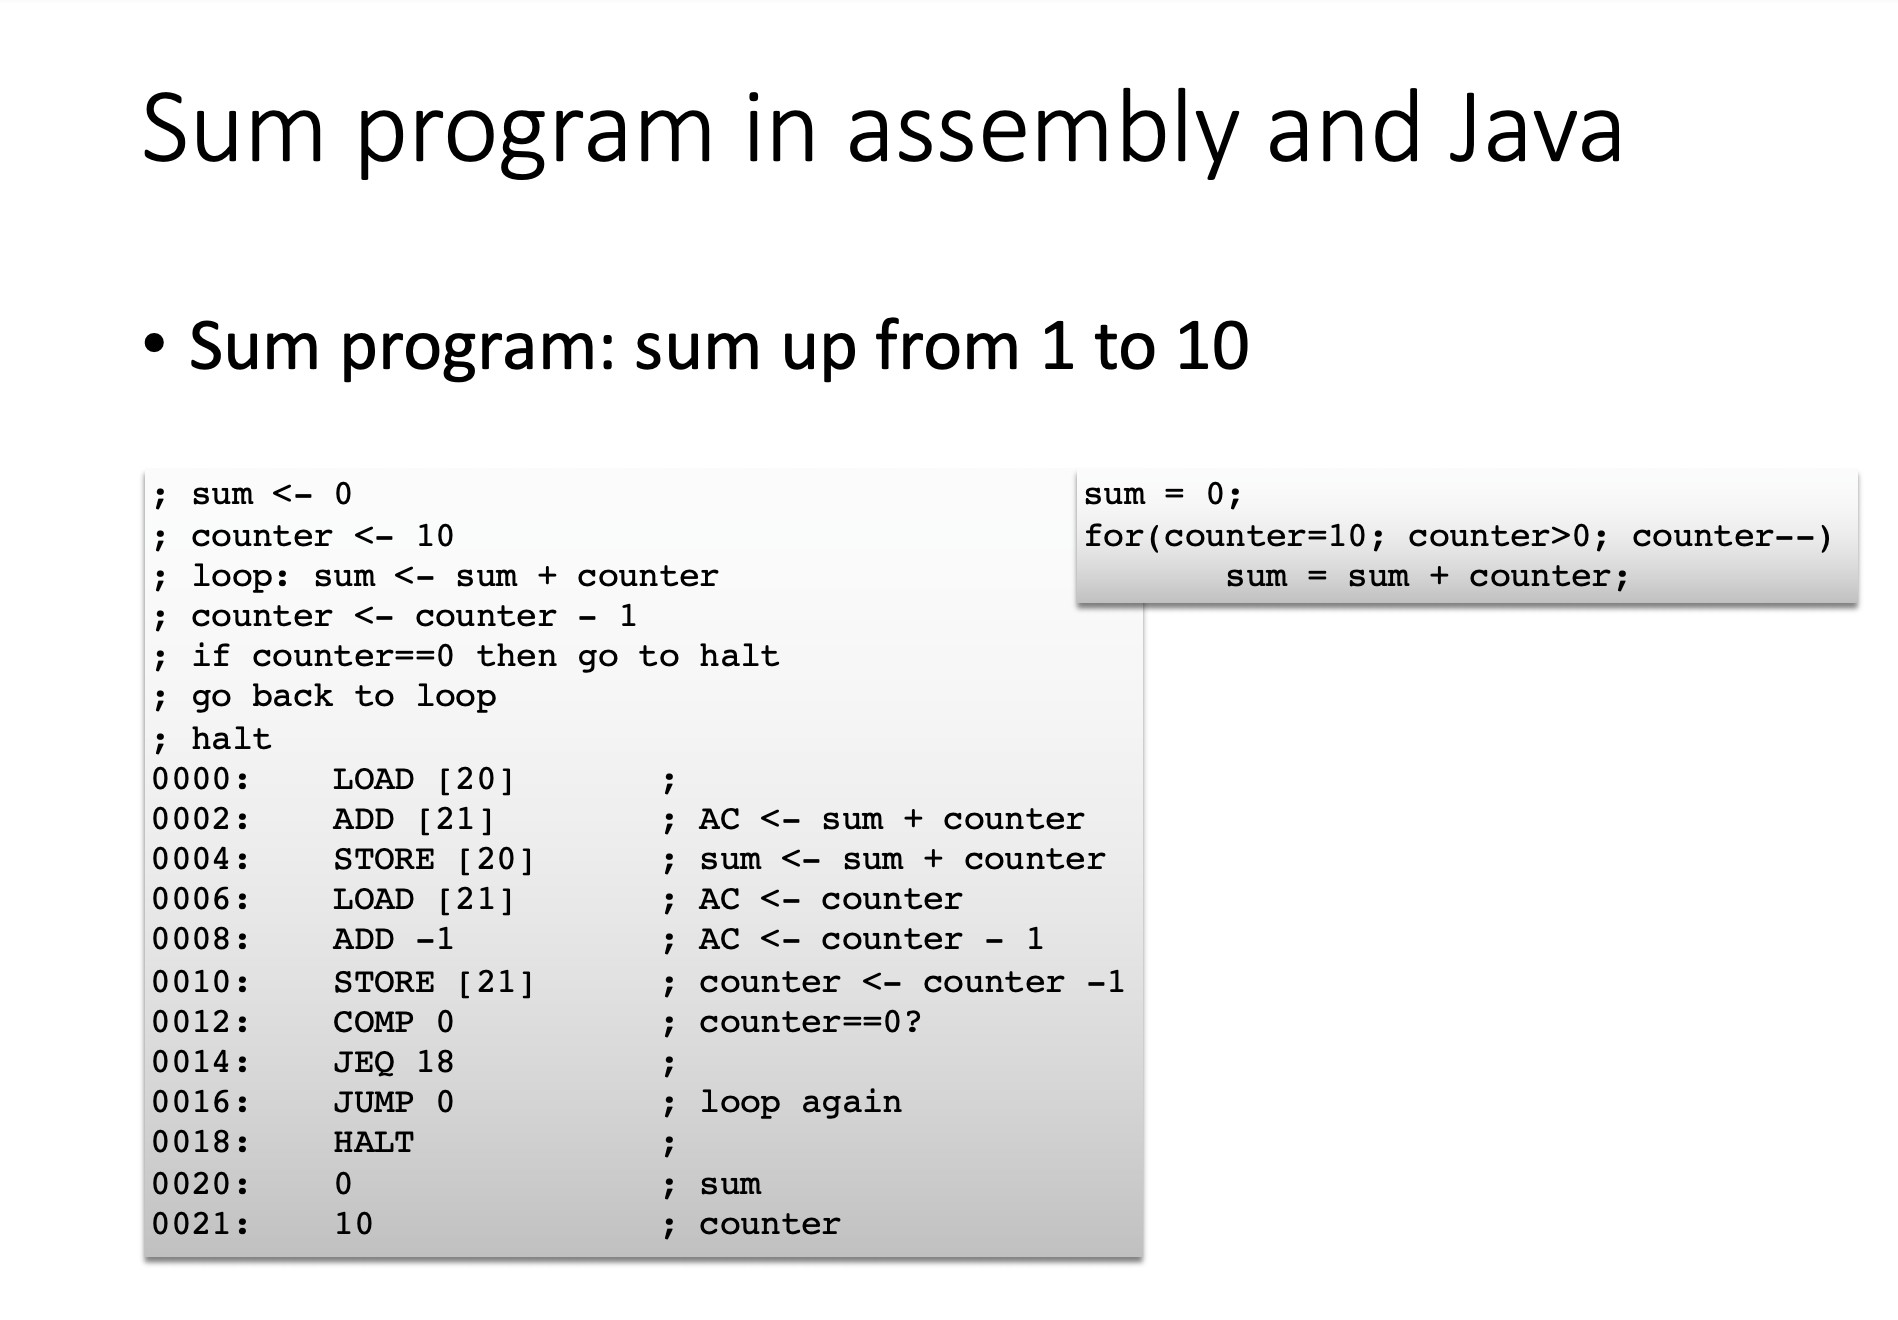 Sum program in assembly and Java
• Sum program: sum up from 1 to 10
; sum <- 0
; counter <- 10
; loop: sum <- sum + counter
; counter <- counter - 1
; if counter==0 then go to halt
; go back to loop
; halt
0000:    LOAD [20]       ;
0002:    ADD [21]        ; AC <- sum + counter
0004:    STORE [20]      ; sum <- sum + counter
0006:    LOAD [21]       ; AC <- counter
0008:    ADD -1          ; AC <- counter - 1
0010:    STORE [21]      ; counter <- counter -1
0012:    COMP 0          ; counter==0?
0014:    JEQ 18          ;
0016:    JUMP 0          ; loop again
0018:    HALT            ;
0020:    0               ; sum
0021:    10              ; counter
sum = 0;
for(counter=10; counter>0; counter--)
       sum = sum + counter;